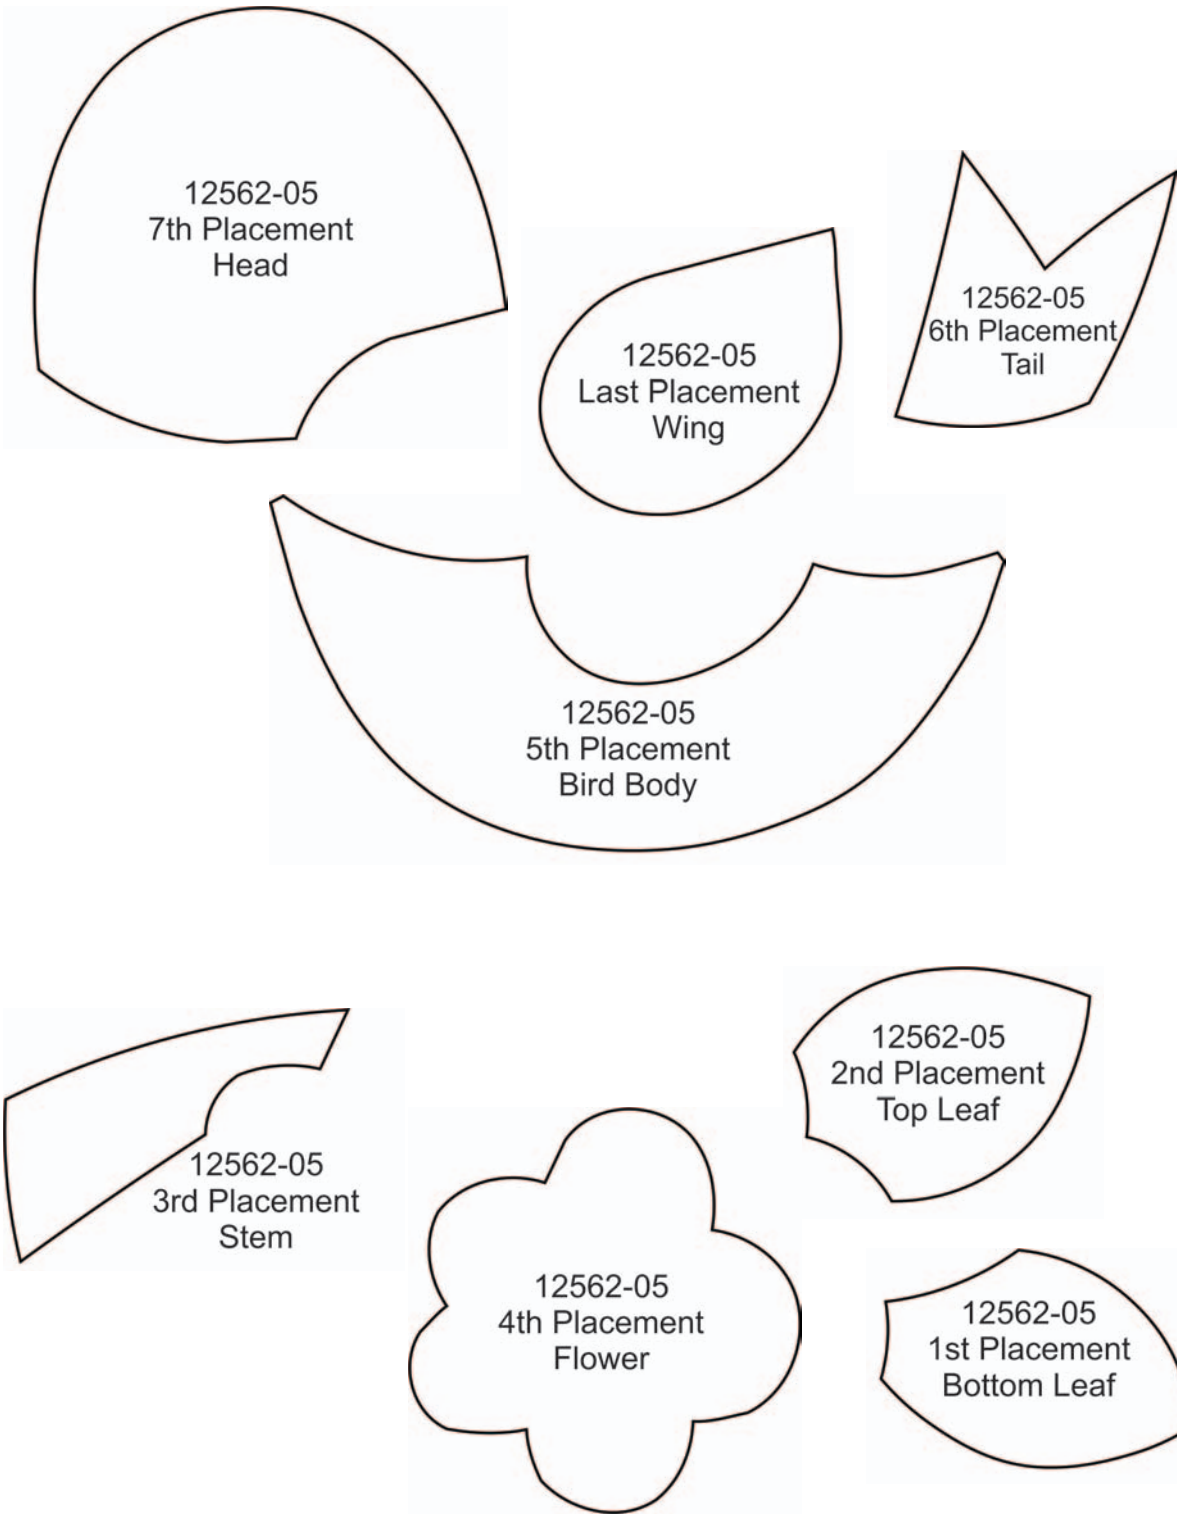 12562-05
7th Placement
Head
12562-05
Last Placement
Wing
12562-05
6th Placement
Tail
12562-05
5th Placement
Bird Body
12562-05
2nd Placement
Top Leaf
12562-05
3rd Placement
Stem
12562-05
4th Placement
Flower
12562-05
1st Placement
Bottom Leaf